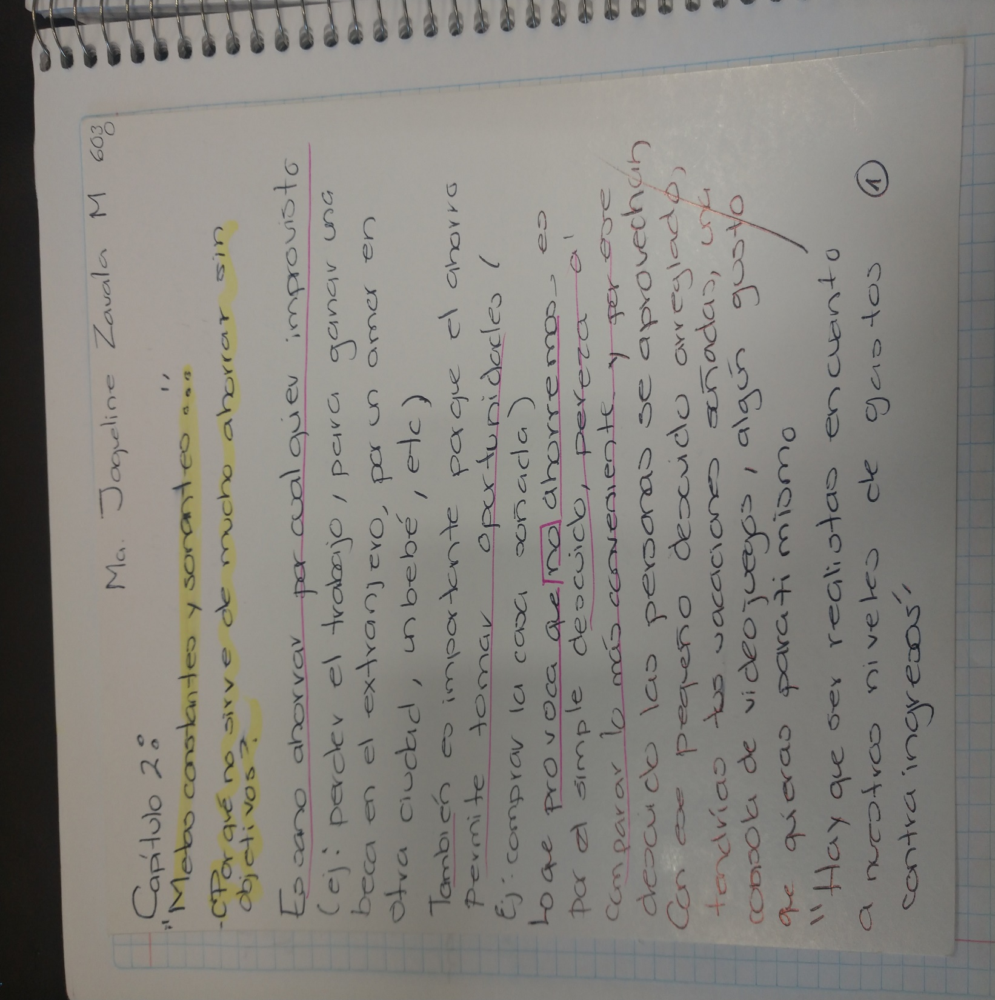 Ma. Jaqueline Zavala M 603
Capítulo 2:
"Metas constantes y sonantes..."
-¿Por qué no sirve de mucho ahorrar sin
objetivos?
Es sano ahorrar por cualquier improvisto
(ej: perder el trabajo, para ganar una
beca en el extranjero, por un amor en
otra ciudad, un bebé, etc)
También es importante porque el ahorro
permite tomar oportunidades (
Ej: comprar la casa soñada)
Lo que provoca que no ahorremos es
por el simple descuido, pereza o
comparar lo más conveniente y por ese
descuido las personas se aprovechan
Con ese pequeño descuido arreglado,
tendrías tus vacaciones soñadas, una
consola de videojuegos, algún gusto
que quieras para ti mismo
"Hay que ser realistas en cuanto
a nuestros niveles de gastos
contra ingresos"
1